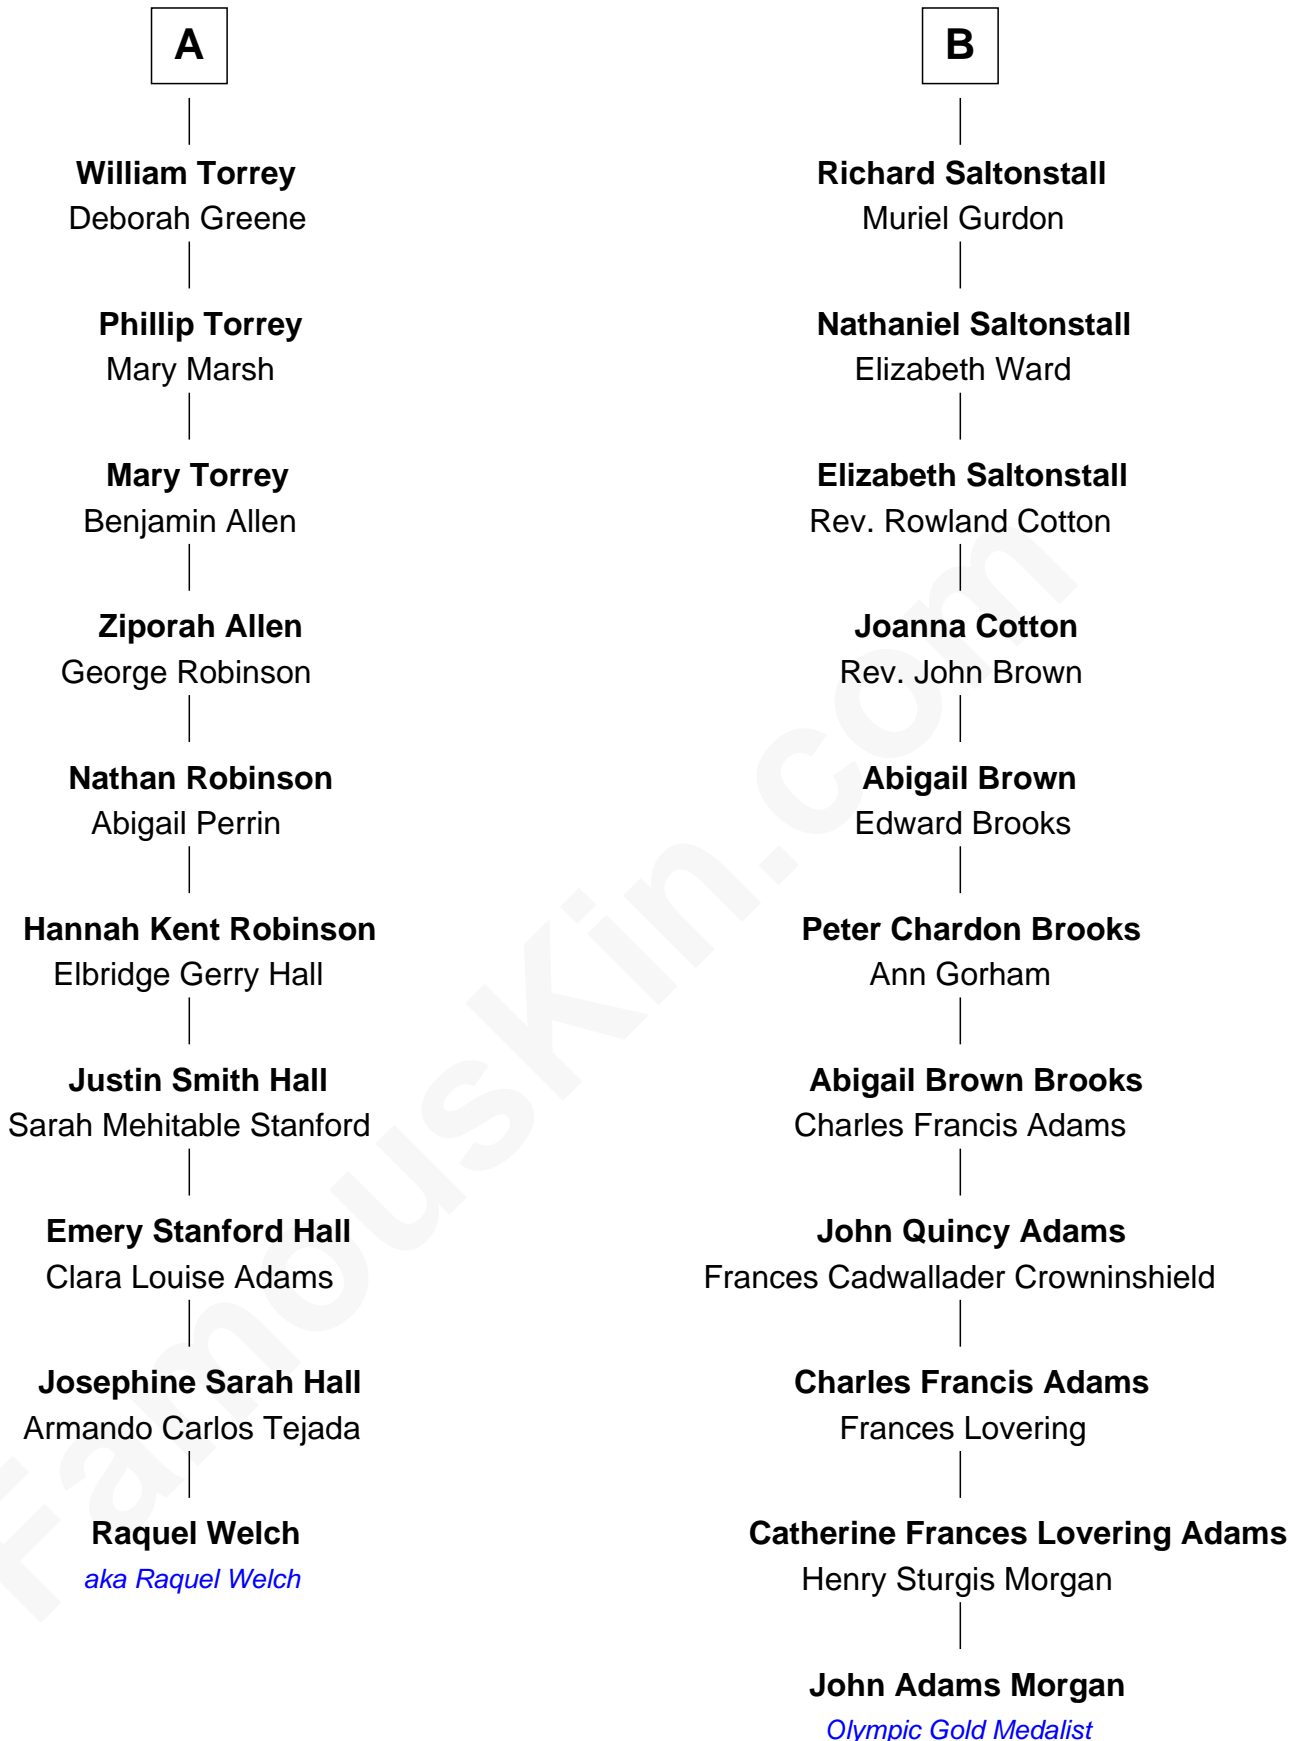 A
William Torrey
Deborah Greene
Phillip Torrey
Mary Marsh
Mary Torrey
Benjamin Allen
Ziporah Allen
George Robinson
Nathan Robinson
Abigail Perrin
Hannah Kent Robinson
Elbridge Gerry Hall
Justin Smith Hall
Sarah Mehitable Stanford
Emery Stanford Hall
Clara Louise Adams
Josephine Sarah Hall
Armando Carlos Tejada
Raquel Welch
aka Raquel Welch
B
Richard Saltonstall
Muriel Gurdon
Nathaniel Saltonstall
Elizabeth Ward
Elizabeth Saltonstall
Rev. Rowland Cotton
Joanna Cotton
Rev. John Brown
Abigail Brown
Edward Brooks
Peter Chardon Brooks
Ann Gorham
Abigail Brown Brooks
Charles Francis Adams
John Quincy Adams
Frances Cadwallader Crowninshield
Charles Francis Adams
Frances Lovering
Catherine Frances Lovering Adams
Henry Sturgis Morgan
John Adams Morgan
Olympic Gold Medalist
FamousKin.com